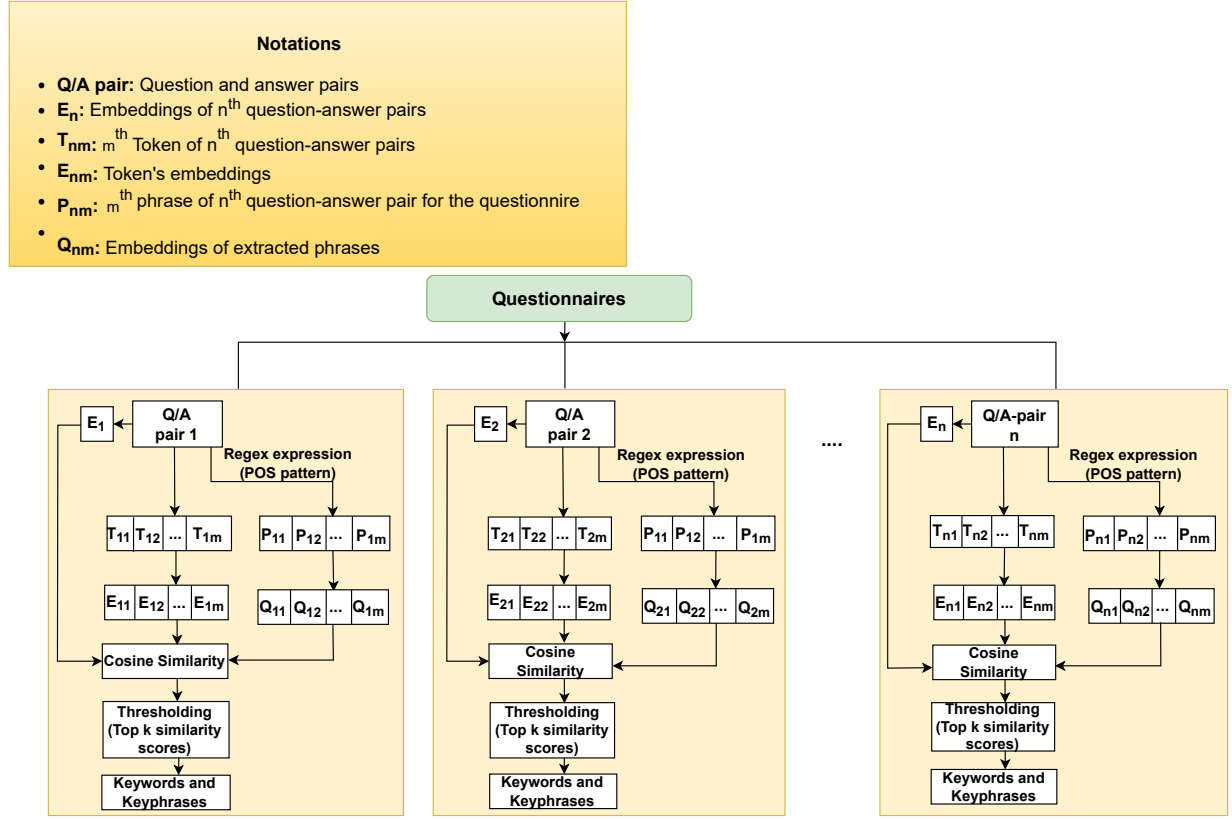 Notations
• Q/A pair: Question and answer pairs
• Eₙ: Embeddings of nᵗʰ question-answer pairs
• Tₙₘ: mᵗʰ Token of nᵗʰ question-answer pairs
• Eₙₘ: Token's embeddings
• Pₙₘ: mᵗʰ phrase of nᵗʰ question-answer pair for the questionnire
• Qₙₘ: Embeddings of extracted phrases
Questionnaires
E₁
Q/A
pair 1
Regex expression
(POS pattern)
T₁₁ T₁₂ ... T₁ₘ
P₁₁ P₁₂ ... P₁ₘ
E₁₁ E₁₂ ... E₁ₘ
Q₁₁ Q₁₂ ... Q₁ₘ
Cosine Similarity
Thresholding
(Top k similarity
scores)
Keywords and
Keyphrases
E₂
Q/A
pair 2
Regex expression
(POS pattern)
T₂₁ T₂₂ ... T₂ₘ
P₁₁ P₁₂ ... P₁ₘ
E₂₁ E₂₂ ... E₂ₘ
Q₂₁ Q₂₂ ... Q₂ₘ
Cosine
Similarity
Thresholding
(Top k similarity
scores)
Keywords and
Keyphrases
....
Eₙ
Q/A-pair
n
Regex expression
(POS pattern)
Tₙ₁ Tₙ₂ ... Tₙₘ
Pₙ₁ Pₙ₂ ... Pₙₘ
Eₙ₁ Eₙ₂ ... Eₙₘ
Qₙ₁ Qₙ₂ ... Qₙₘ
Cosine
Similarity
Thresholding
(Top k similarity
scores)
Keywords and
Keyphrases